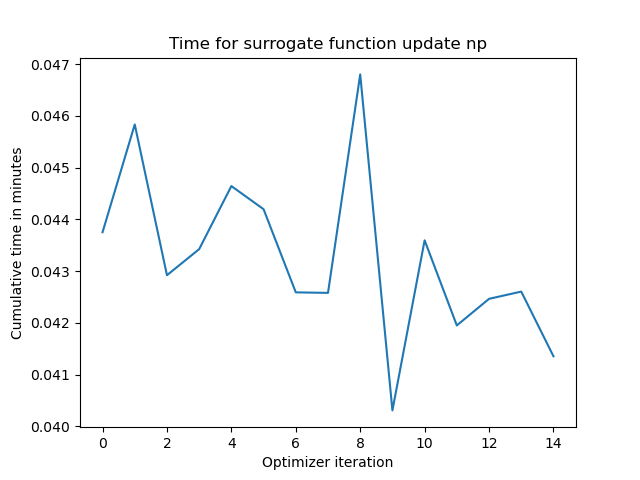 Time for surrogate function update np
0.047
0.046
0.045
0.044
0.043
0.042
0.041
0.040
Cumulative time in minutes
0 2 4 6 8 10 12 14
Optimizer iteration